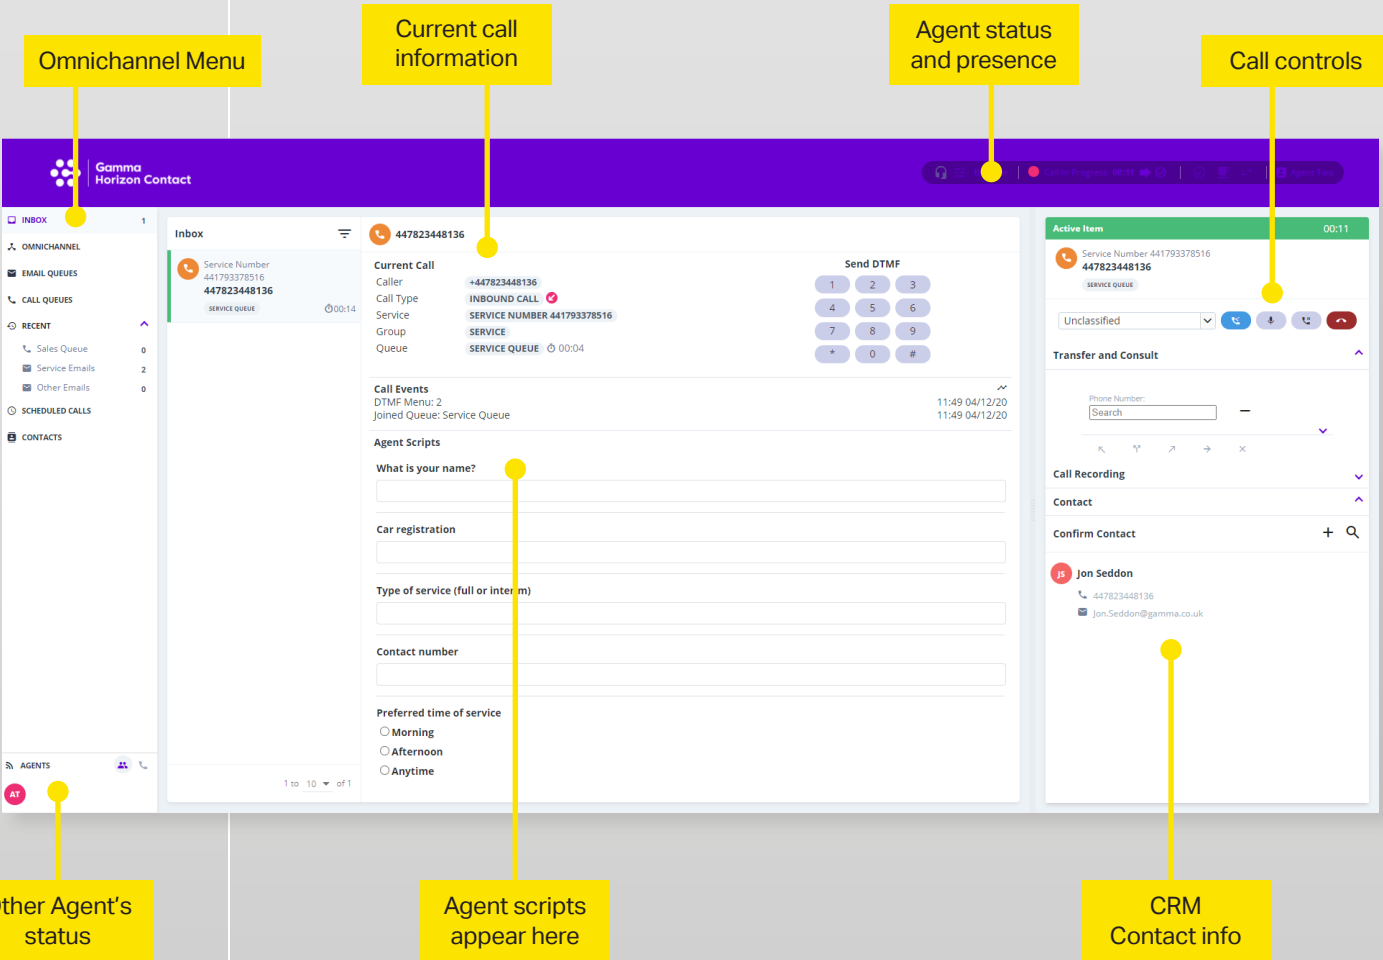 Omnichannel Menu
Current call
information
Agent status
and presence
Call controls
Gamma
Horizon Contact
Call In Progress 00:11
INBOX 1
OMNICHANNEL
EMAIL QUEUES
CALL QUEUES
RECENT
Sales Queue 0
Service Emails 2
Other Emails 0
SCHEDULED CALLS
CONTACTS
AGENTS
AT
Inbox
Service Number
441793378516
447823448136
SERVICE QUEUE 00:14
1 to 10 of 1
447823448136
Current Call
Caller +447823448136
Call Type INBOUND CALL
Service SERVICE NUMBER 441793378516
Group SERVICE
Queue SERVICE QUEUE 00:04
Send DTMF
1 2 3
4 5 6
7 8 9
* 0 #
Call Events
DTMF Menu: 2 11:49 04/12/20
Joined Queue: Service Queue 11:49 04/12/20
Agent Scripts
What is your name?
Car registration
Type of service (full or interim)
Contact number
Preferred time of service
Morning
Afternoon
Anytime
Active Item 00:11
Service Number 441793378516
447823448136
SERVICE QUEUE
Unclassified
Transfer and Consult
Phone Number:
Search
Call Recording
Contact
Confirm Contact
JS Jon Seddon
447823448136
Jon.Seddon@gamma.co.uk
ther Agent's
status
Agent scripts
appear here
CRM
Contact info